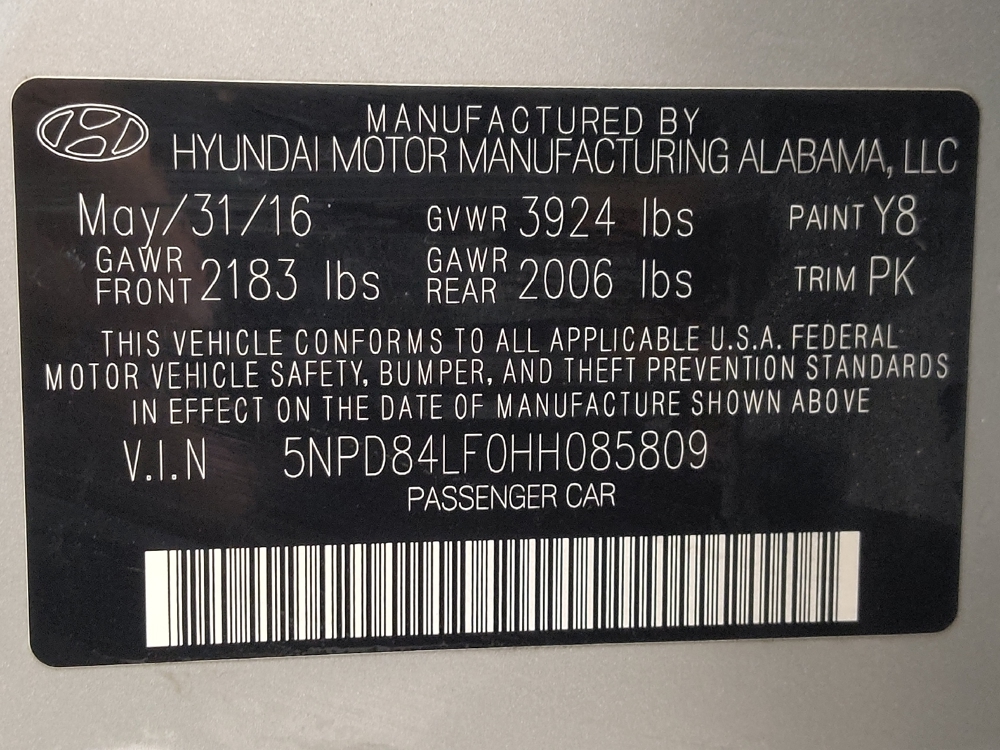 MANUFACTURED BY
HYUNDAI MOTOR MANUFACTURING ALABAMA, LLC
May/31/16 GVWR 3924 lbs PAINT Y8
GAWR FRONT 2183 lbs GAWR REAR 2006 lbs TRIM PK
THIS VEHICLE CONFORMS TO ALL APPLICABLE U.S.A. FEDERAL
MOTOR VEHICLE SAFETY, BUMPER, AND THEFT PREVENTION STANDARDS
IN EFFECT ON THE DATE OF MANUFACTURE SHOWN ABOVE
V.I.N 5NPD84LF0HH085809
PASSENGER CAR